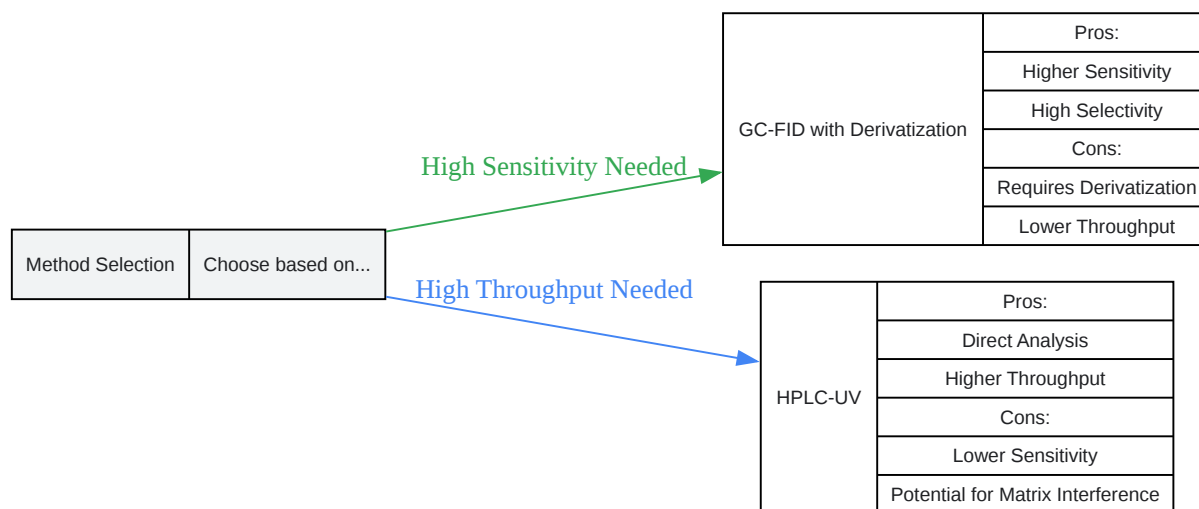 Method Selection
Choose based on...
High Sensitivity Needed
GC-FID with Derivatization
Pros:
Higher Sensitivity
High Selectivity
Cons:
Requires Derivatization
Lower Throughput
High Throughput Needed
HPLC-UV
Pros:
Direct Analysis
Higher Throughput
Cons:
Lower Sensitivity
Potential for Matrix Interference